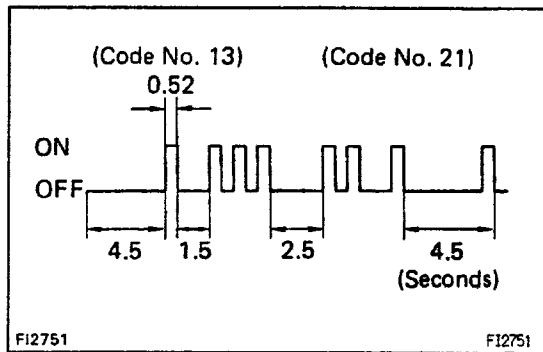 (Code No. 13) (Code No. 21)
0.52
ON
OFF
4.5 1.5 2.5 4.5
(Seconds)
FI2751 FI2751